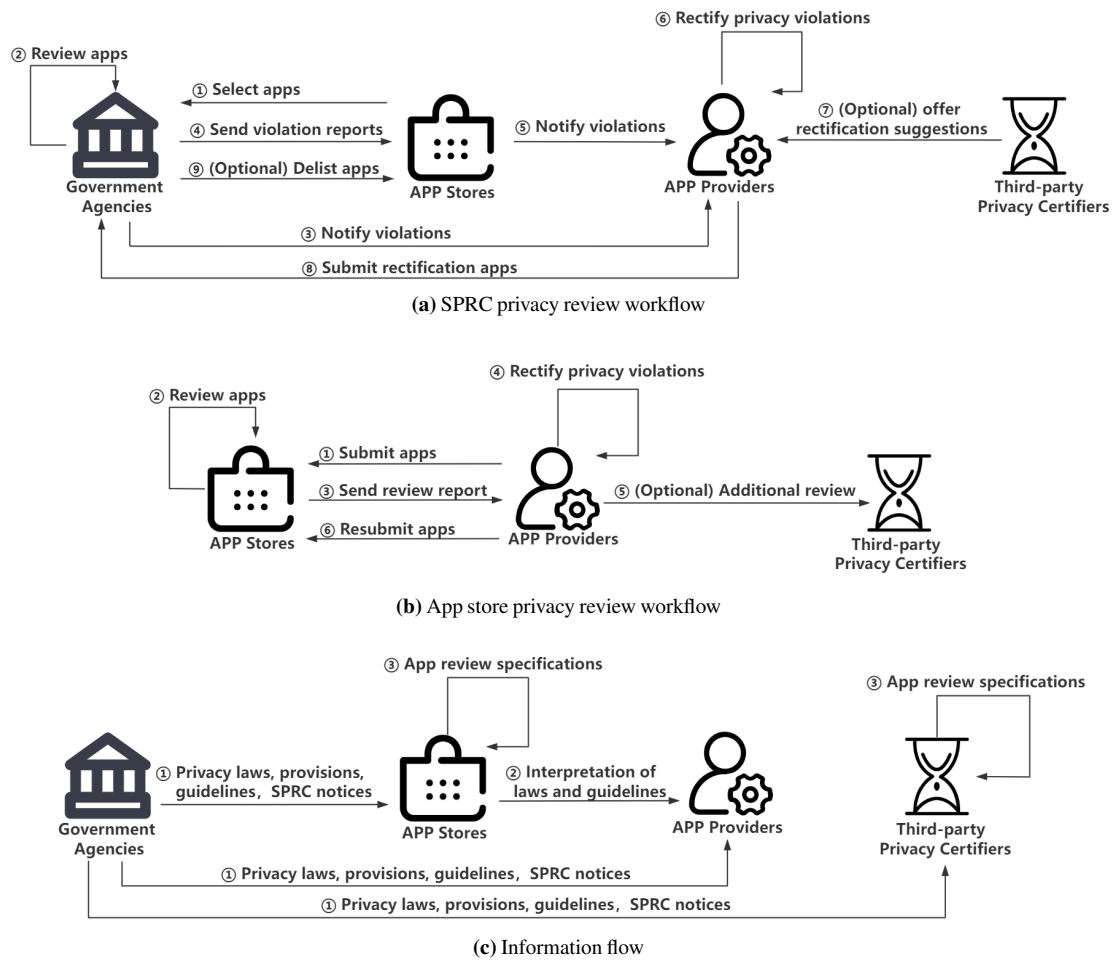 ⑥ Rectify privacy violations
② Review apps
① Select apps
④ Send violation reports
⑤ Notify violations
⑦ (Optional) offer
rectification suggestions
⑨ (Optional) Delist apps
Government
Agencies
APP Stores
APP Providers
Third-party
Privacy Certifiers
③ Notify violations
⑧ Submit rectification apps
(a) SPRC privacy review workflow
④ Rectify privacy violations
② Review apps
① Submit apps
③ Send review report
⑤ (Optional) Additional review
⑥ Resubmit apps
APP Stores
APP Providers
Third-party
Privacy Certifiers
(b) App store privacy review workflow
③ App review specifications
③ App review specifications
① Privacy laws, provisions,
guidelines, SPRC notices
② Interpretation of
laws and guidelines
Government
Agencies
APP Stores
APP Providers
Third-party
Privacy Certifiers
① Privacy laws, provisions, guidelines, SPRC notices
① Privacy laws, provisions, guidelines, SPRC notices
(c) Information flow